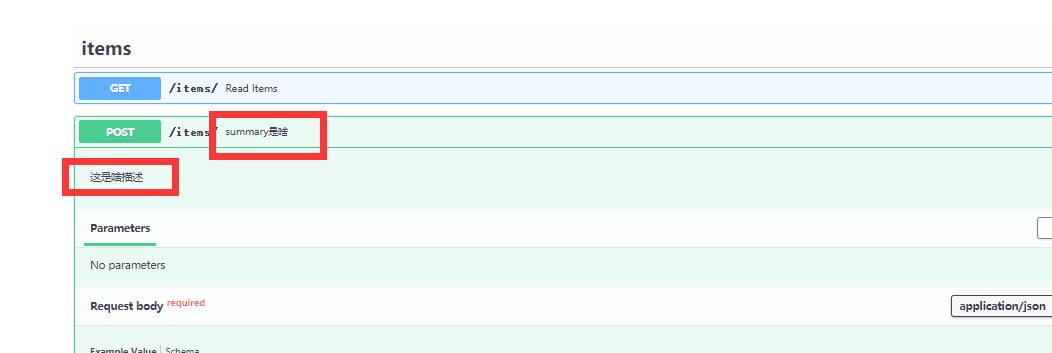 items
GET /items/ Read Items
POST /items/ summary是啥
这是啥描述
Parameters
No parameters
Request body required
application/json
Example Value Schema